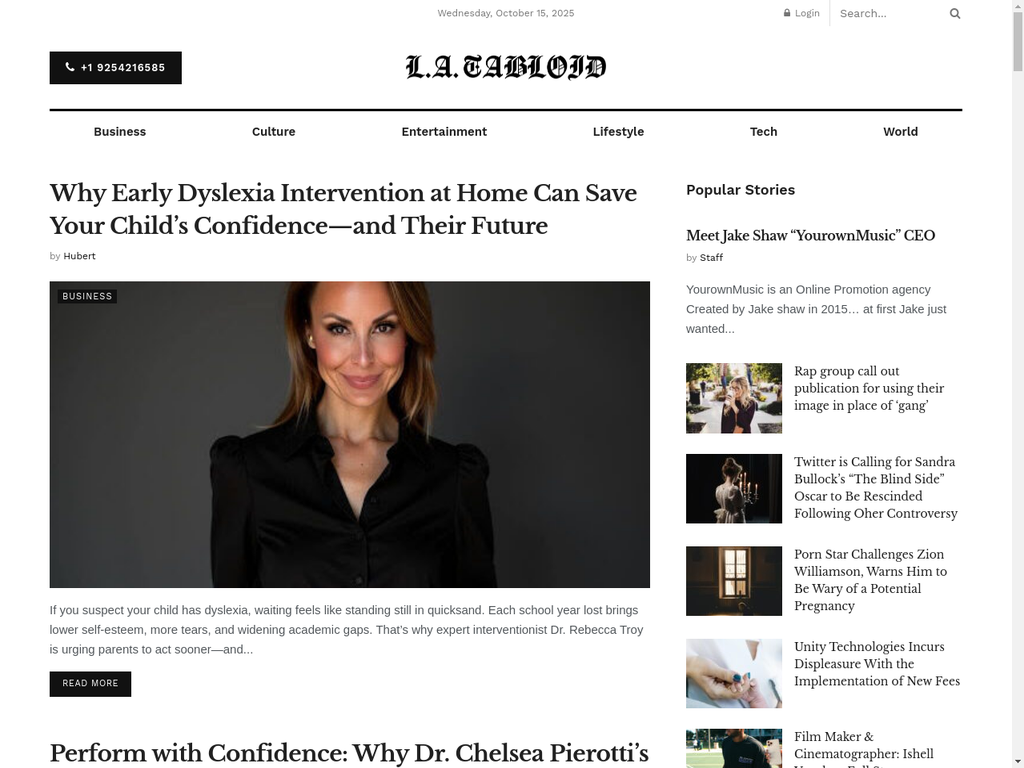 Wednesday, October 15, 2025
Login
Search...
+1 9254216585
L.A. TABLOID
Business
Culture
Entertainment
Lifestyle
Tech
World
Why Early Dyslexia Intervention at Home Can Save
Your Child’s Confidence—and Their Future
by Hubert
BUSINESS
If you suspect your child has dyslexia, waiting feels like standing still in quicksand. Each school year lost brings
lower self-esteem, more tears, and widening academic gaps. That’s why expert interventionist Dr. Rebecca Troy
is urging parents to act sooner—and...
READ MORE
Perform with Confidence: Why Dr. Chelsea Pierotti’s
Popular Stories
Meet Jake Shaw “YourownMusic” CEO
by Staff
YourownMusic is an Online Promotion agency
Created by Jake shaw in 2015… at first Jake just
wanted...
Rap group call out
publication for using their
image in place of ‘gang’
Twitter is Calling for Sandra
Bullock’s “The Blind Side”
Oscar to Be Rescinded
Following Oher Controversy
Porn Star Challenges Zion
Williamson, Warns Him to
Be Wary of a Potential
Pregnancy
Unity Technologies Incurs
Displeasure With the
Implementation of New Fees
Film Maker &
Cinematographer: Ishell